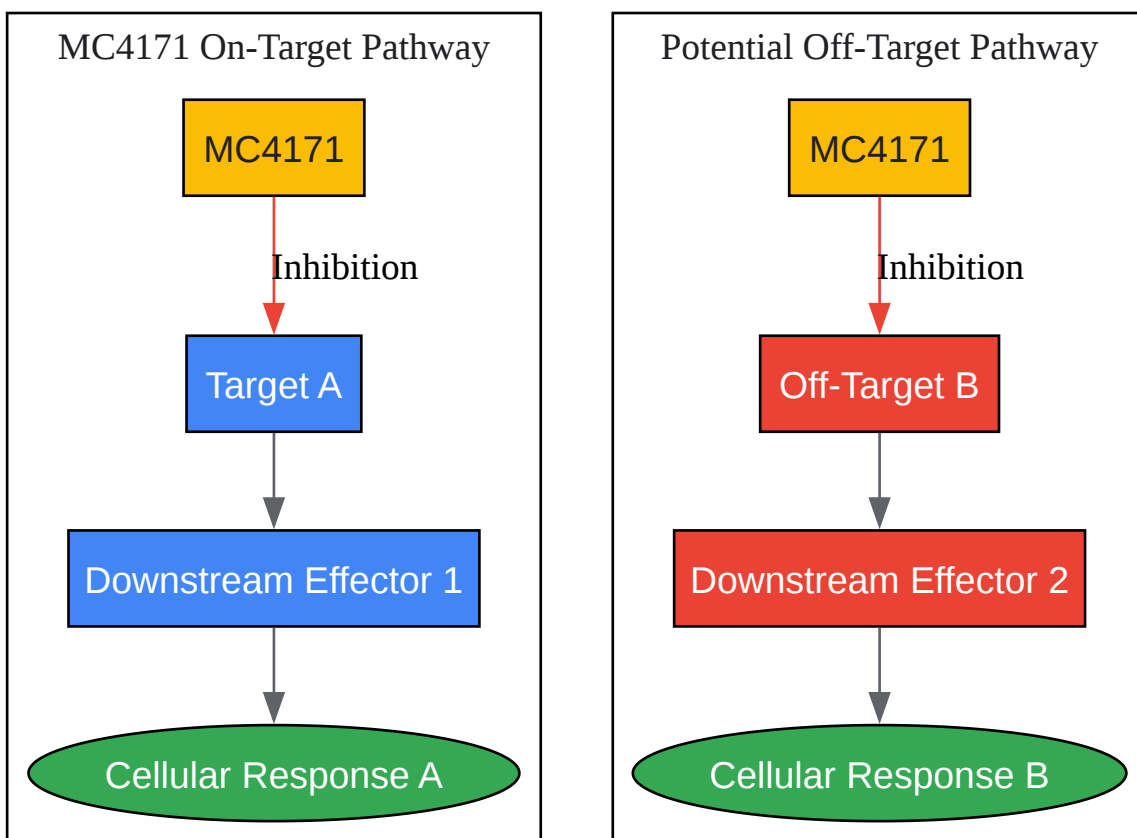 MC4171 On-Target Pathway
MC4171
Inhibition
Target A
Downstream Effector 1
Cellular Response A
Potential Off-Target Pathway
MC4171
Inhibition
Off-Target B
Downstream Effector 2
Cellular Response B